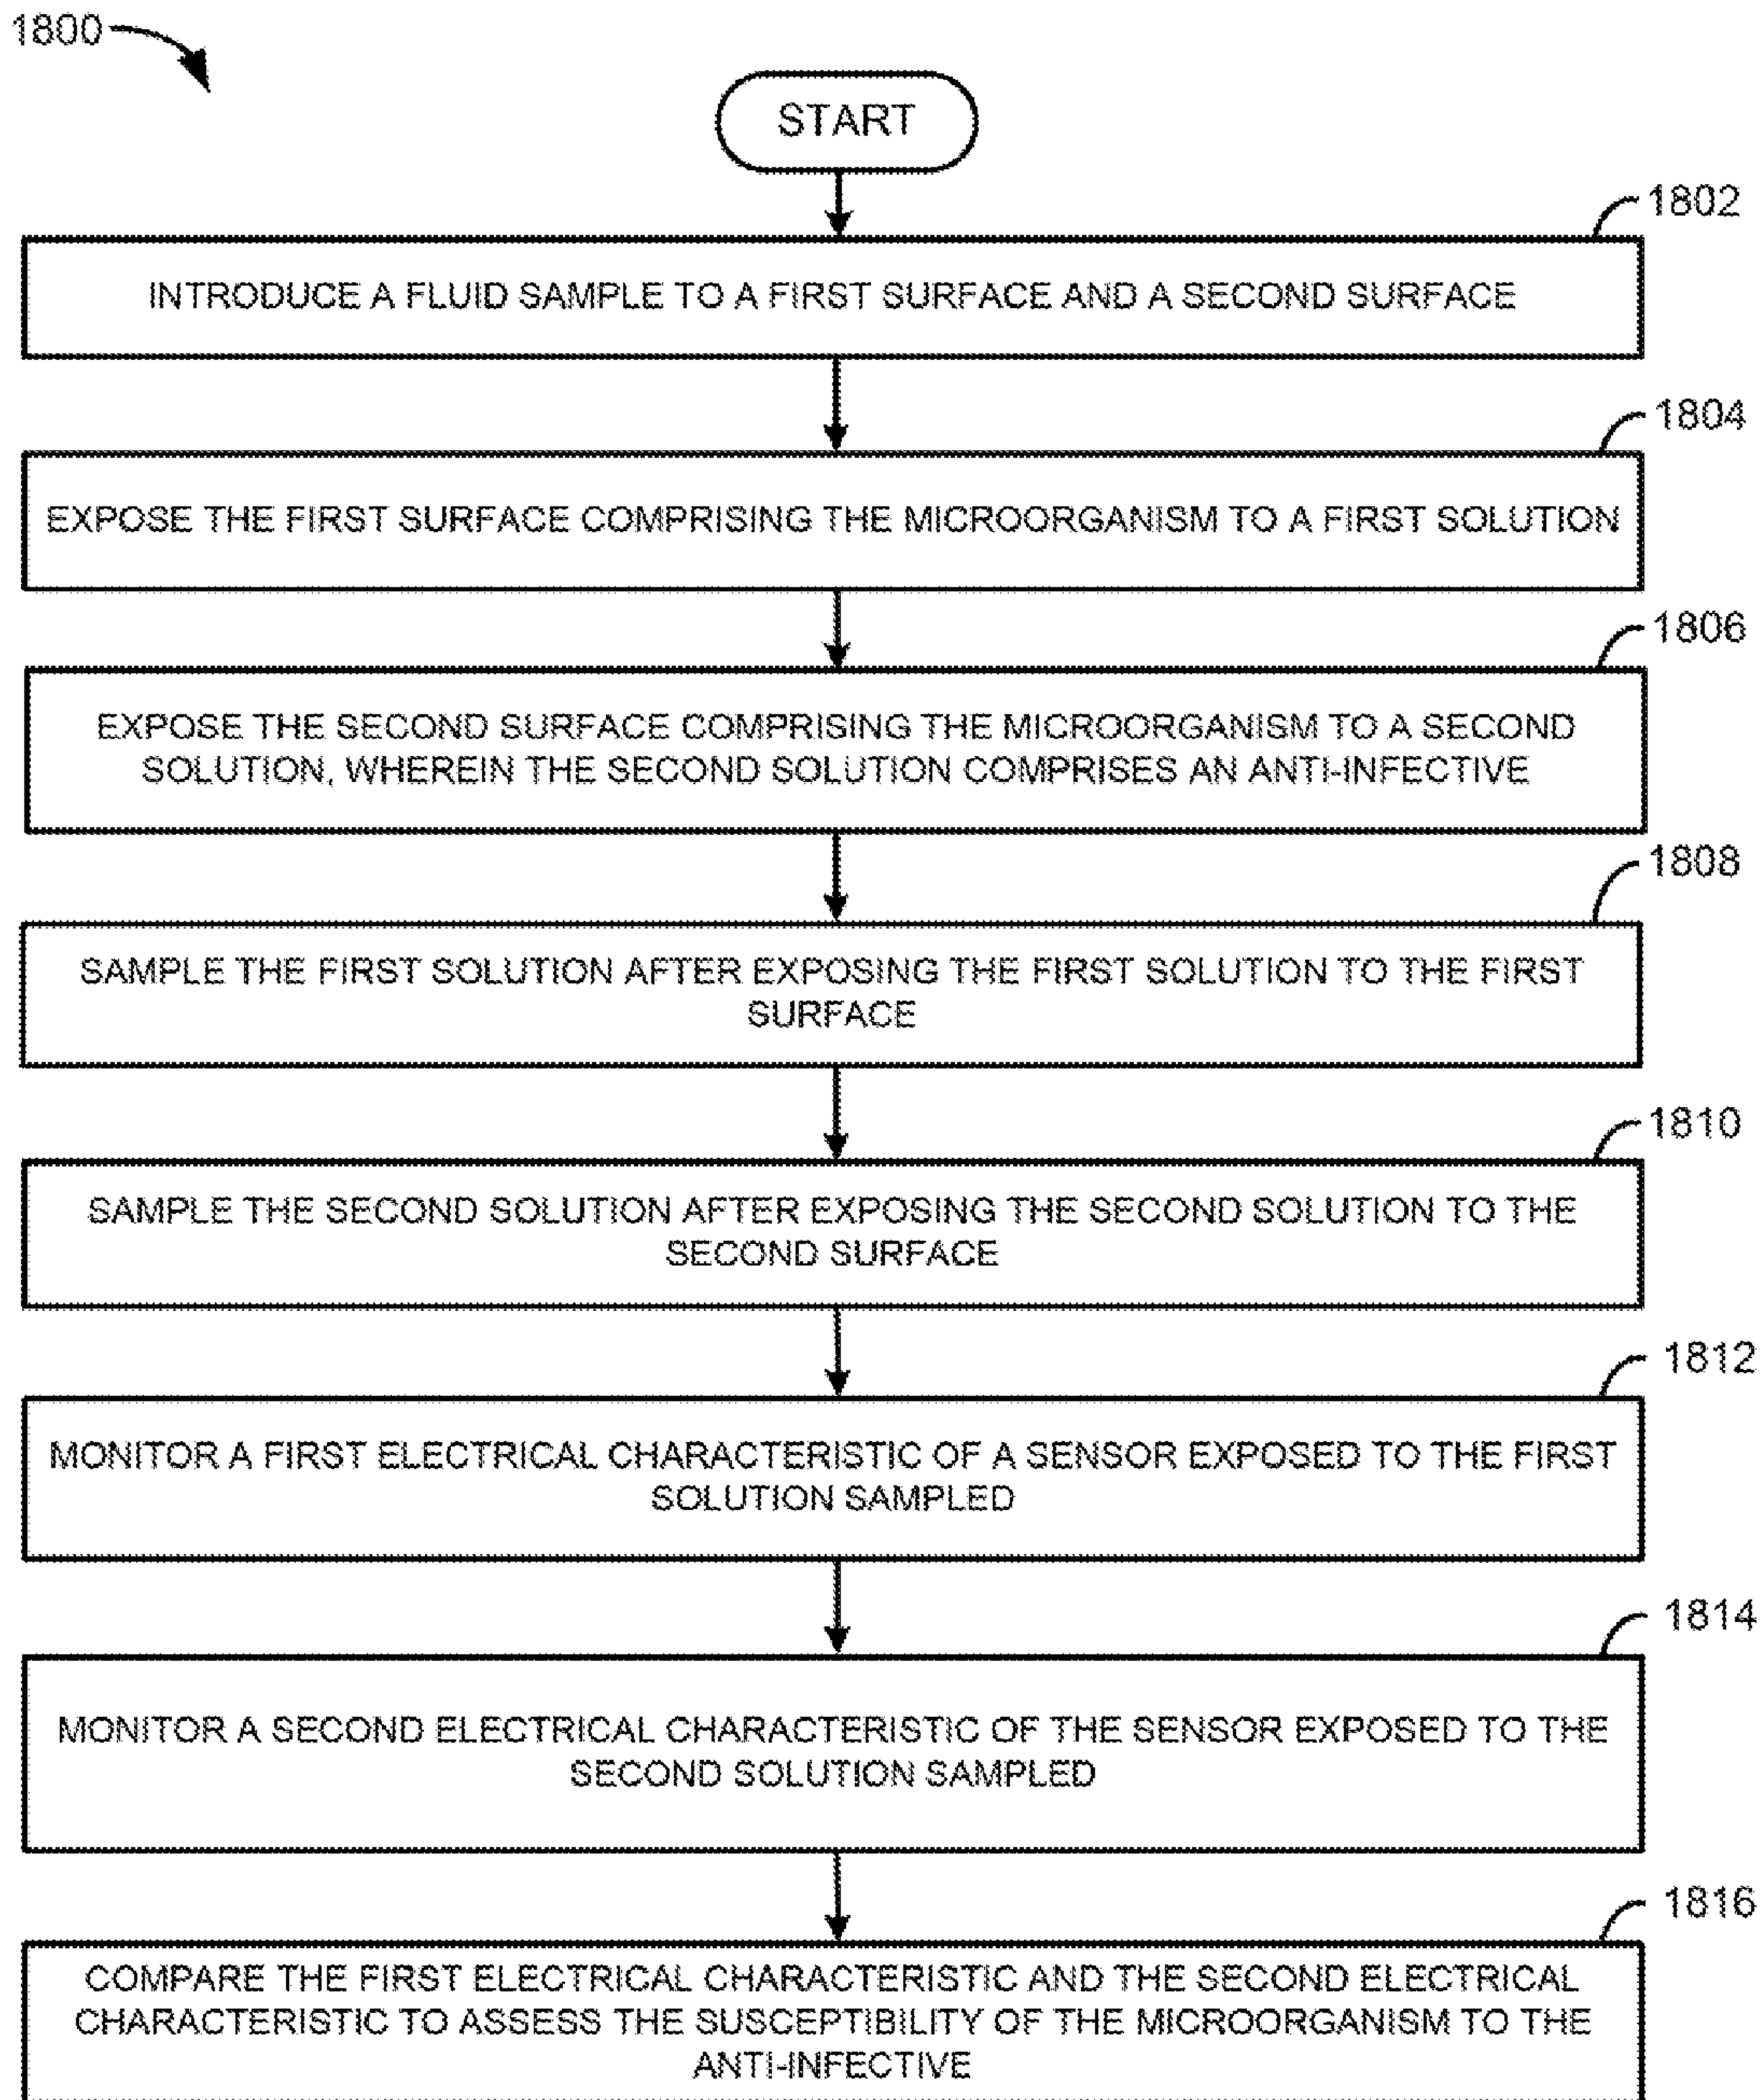 1800
START
1802
INTRODUCE A FLUID SAMPLE TO A FIRST SURFACE AND A SECOND SURFACE
1804
EXPOSE THE FIRST SURFACE COMPRISING THE MICROORGANISM TO A FIRST SOLUTION
1806
EXPOSE THE SECOND SURFACE COMPRISING THE MICROORGANISM TO A SECOND
SOLUTION, WHEREIN THE SECOND SOLUTION COMPRISES AN ANTI-INFECTIVE
1808
SAMPLE THE FIRST SOLUTION AFTER EXPOSING THE FIRST SOLUTION TO THE FIRST
SURFACE
1810
SAMPLE THE SECOND SOLUTION AFTER EXPOSING THE SECOND SOLUTION TO THE
SECOND SURFACE
1812
MONITOR A FIRST ELECTRICAL CHARACTERISTIC OF A SENSOR EXPOSED TO THE FIRST
SOLUTION SAMPLED
1814
MONITOR A SECOND ELECTRICAL CHARACTERISTIC OF THE SENSOR EXPOSED TO THE
SECOND SOLUTION SAMPLED
1816
COMPARE THE FIRST ELECTRICAL CHARACTERISTIC AND THE SECOND ELECTRICAL
CHARACTERISTIC TO ASSESS THE SUSCEPTIBILITY OF THE MICROORGANISM TO THE
ANTI-INFECTIVE